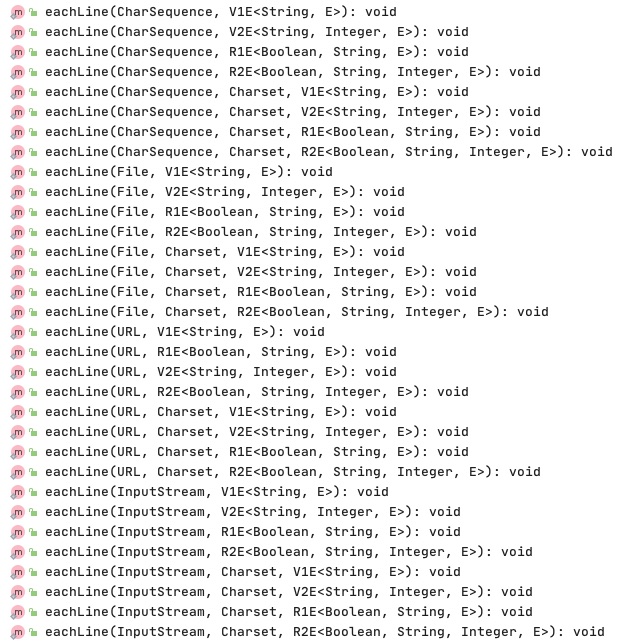 m eachLine(CharSequence, V1E<String, E>): void
m eachLine(CharSequence, V2E<String, Integer, E>): void
m eachLine(CharSequence, R1E<Boolean, String, E>): void
m eachLine(CharSequence, R2E<Boolean, String, Integer, E>): void
m eachLine(CharSequence, Charset, V1E<String, E>): void
m eachLine(CharSequence, Charset, V2E<String, Integer, E>): void
m eachLine(CharSequence, Charset, R1E<Boolean, String, E>): void
m eachLine(CharSequence, Charset, R2E<Boolean, String, Integer, E>): void
m eachLine(File, V1E<String, E>): void
m eachLine(File, V2E<String, Integer, E>): void
m eachLine(File, R1E<Boolean, String, E>): void
m eachLine(File, R2E<Boolean, String, Integer, E>): void
m eachLine(File, Charset, V1E<String, E>): void
m eachLine(File, Charset, V2E<String, Integer, E>): void
m eachLine(File, Charset, R1E<Boolean, String, E>): void
m eachLine(File, Charset, R2E<Boolean, String, Integer, E>): void
m eachLine(URL, V1E<String, E>): void
m eachLine(URL, R1E<Boolean, String, E>): void
m eachLine(URL, V2E<String, Integer, E>): void
m eachLine(URL, R2E<Boolean, String, Integer, E>): void
m eachLine(URL, Charset, V1E<String, E>): void
m eachLine(URL, Charset, V2E<String, Integer, E>): void
m eachLine(URL, Charset, R1E<Boolean, String, E>): void
m eachLine(URL, Charset, R2E<Boolean, String, Integer, E>): void
m eachLine(InputStream, V1E<String, E>): void
m eachLine(InputStream, V2E<String, Integer, E>): void
m eachLine(InputStream, R1E<Boolean, String, E>): void
m eachLine(InputStream, R2E<Boolean, String, Integer, E>): void
m eachLine(InputStream, Charset, V1E<String, E>): void
m eachLine(InputStream, Charset, V2E<String, Integer, E>): void
m eachLine(InputStream, Charset, R1E<Boolean, String, E>): void
m eachLine(InputStream, Charset, R2E<Boolean, String, Integer, E>): void